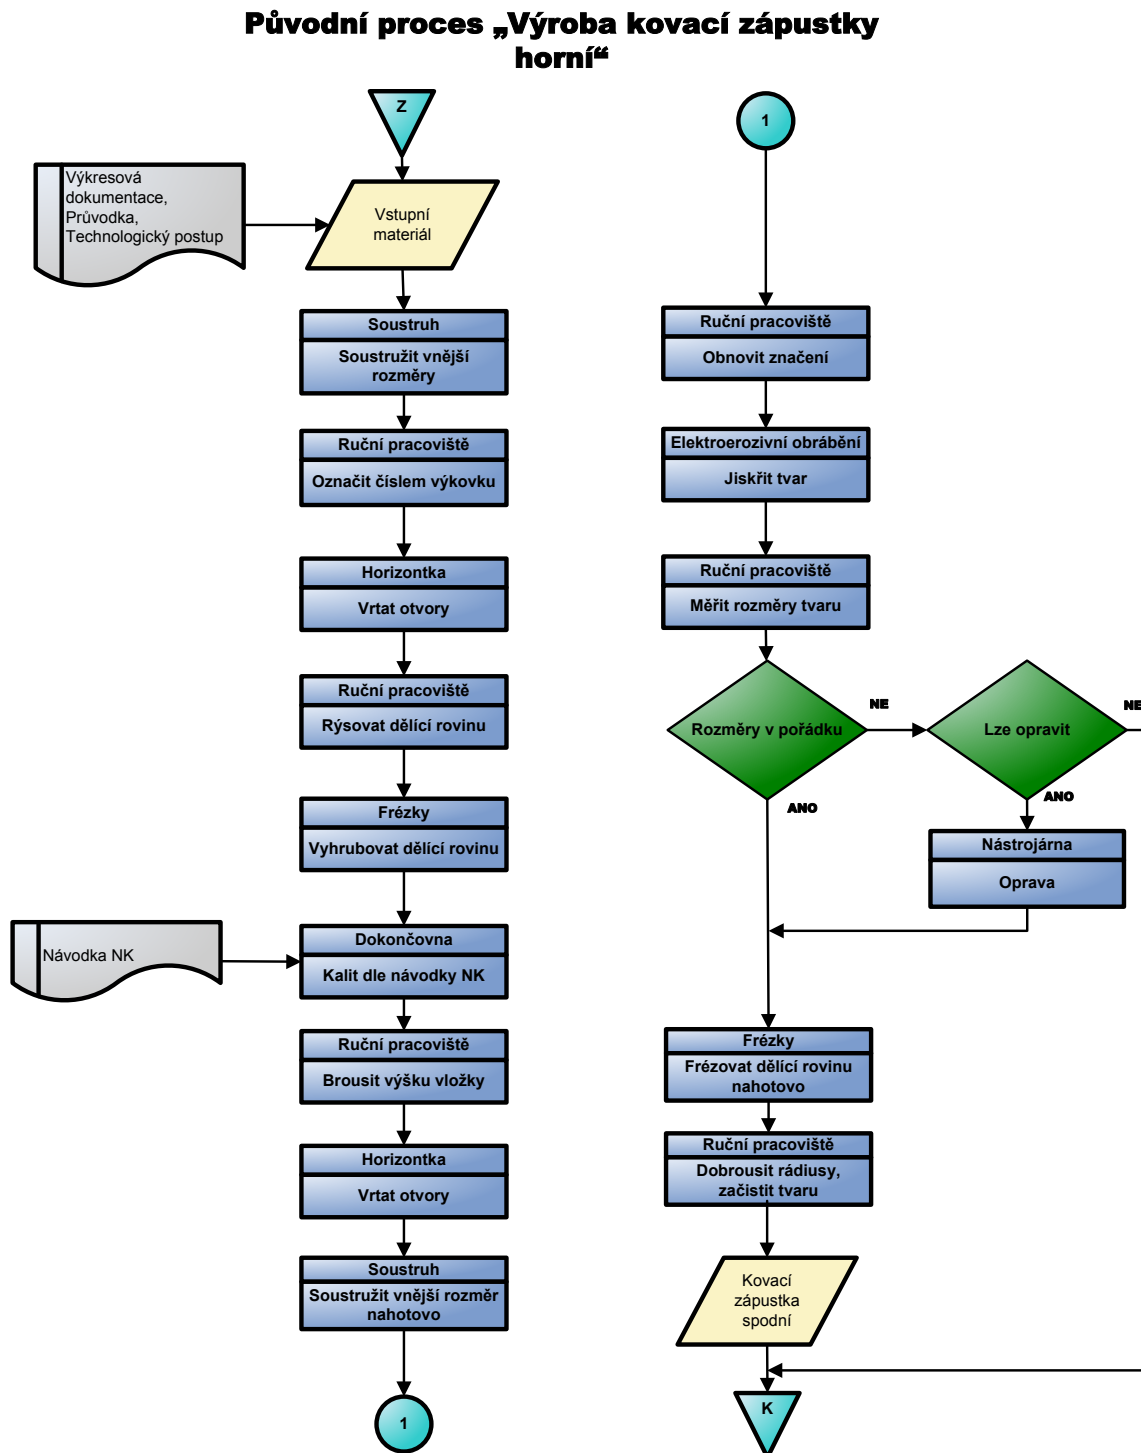 Původní proces „Výroba kovací zápustky
horní“
Z
Výkresová
dokumentace,
Průvodka,
Technologický postup
Vstupní
materiál
Soustruh
Soustružit vnější
rozměry
Ruční pracoviště
Označit číslem výkovku
Horizontka
Vrtat otvory
Ruční pracoviště
Rýsovat dělící rovinu
Frézky
Vyhrubovat dělící rovinu
Návodka NK
Dokončovna
Kalit dle návodky NK
Ruční pracoviště
Brousit výšku vložky
Horizontka
Vrtat otvory
Soustruh
Soustružit vnější rozměr
nahotovo
1
1
Ruční pracoviště
Obnovit značení
Elektroerozivní obrábění
Jiskřit tvar
Ruční pracoviště
Měřit rozměry tvaru
Rozměry v pořádku
NE
Lze opravit
NE
ANO
ANO
Nástrojárna
Oprava
Frézky
Frézovat dělící rovinu
nahotovo
Ruční pracoviště
Dobrousit rádiusy,
začistit tvaru
Kovací
zápustka
spodní
K